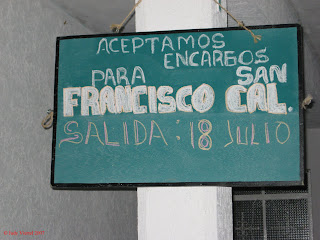 ACEPTAMOS
ENCARGOS
PARA SAN
FRANCISCO CAL.
SALIDA: 18 JULIO